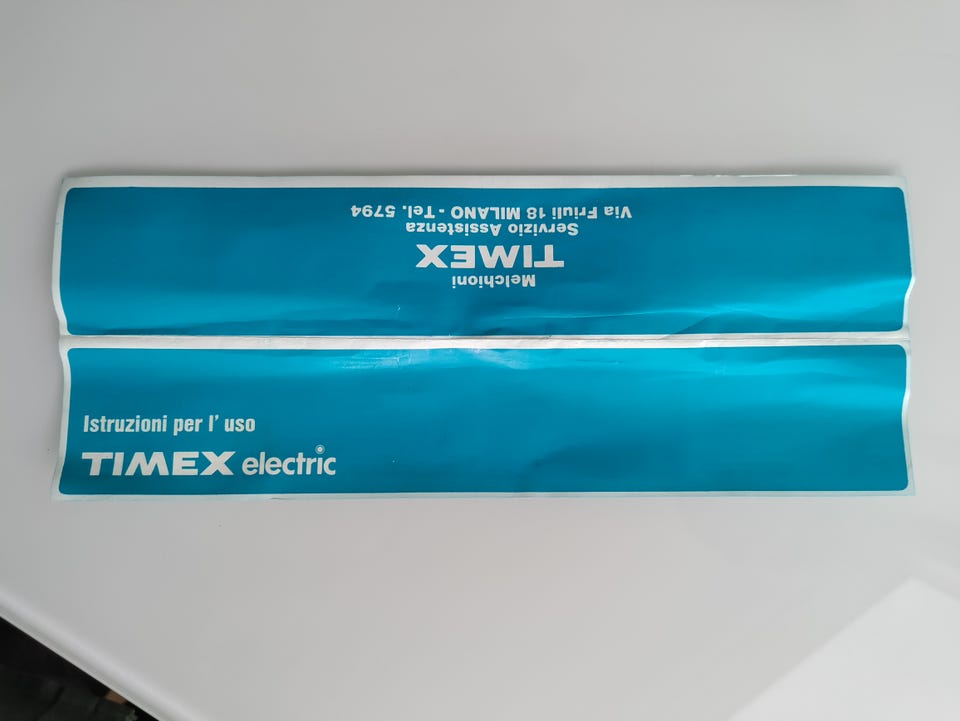 Melchioni
TIMEX
Servizio Assistenza
Via Friuli 18 MILANO - Tel. 5794
Istruzioni per l' uso
TIMEX electric®